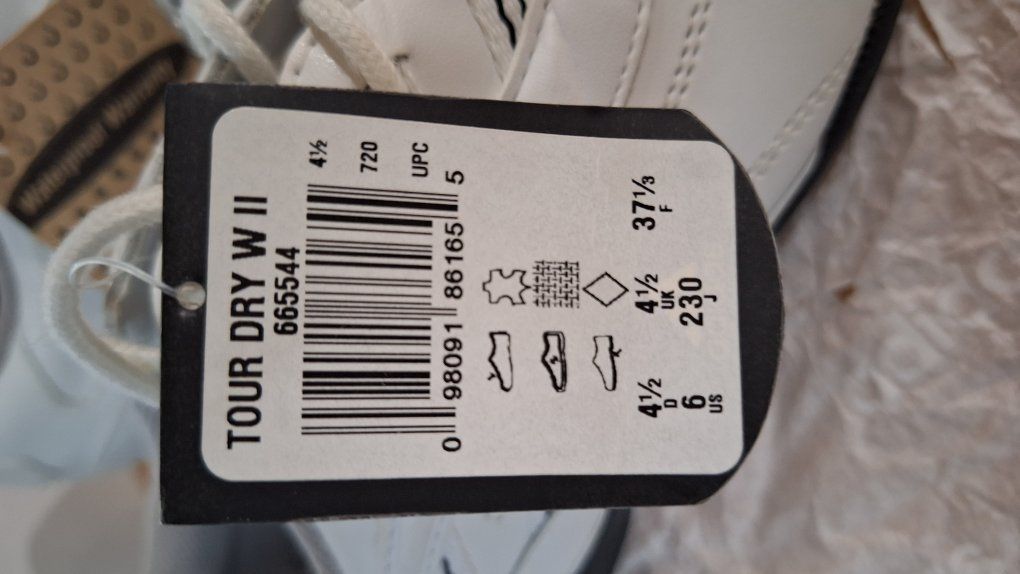 Waterproof Warranty
TOUR DRY W II
665544
4½
720
UPC
0 98091 86165 5
4½ D
4½ UK
37⅓ F
6 US
230 J